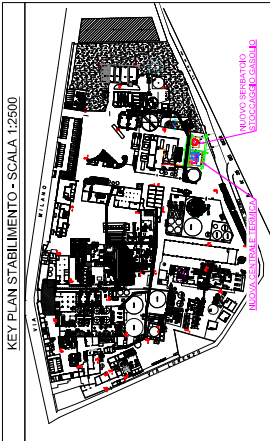 KEY PLAN STABILIMENTO - SCALA 1:2500
NUOVO SERBATOIO
STOCCAGGIO GASOLIO
NUOVA CENTRALE TERMICA
VIA
MILANO